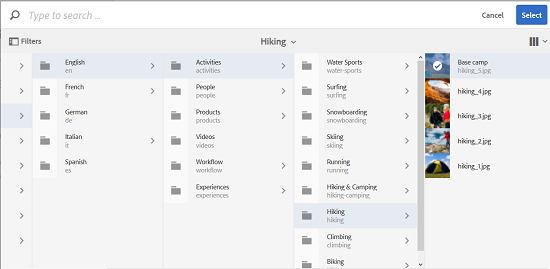 Type to search ...
Cancel
Select
Filters
Hiking
English
en
French
fr
German
de
Italian
it
Spanish
es
Activities
activities
People
people
Products
products
Videos
videos
Workflow
workflow
Experiences
experiences
Water Sports
water-sports
Surfing
surfing
Snowboarding
snowboarding
Skiing
skiing
Running
running
Hiking & Camping
hiking-camping
Hiking
hiking
Climbing
climbing
Biking
Base camp
hiking_5.jpg
hiking_4.jpg
hiking_3.jpg
hiking_2.jpg
hiking_1.jpg